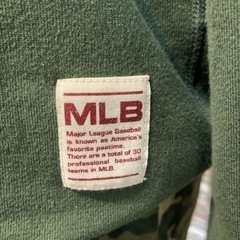 MLB
Major League Baseball
is known as America's
favorite pastime.
There are a total of 30
professional baseball
teams in MLB.